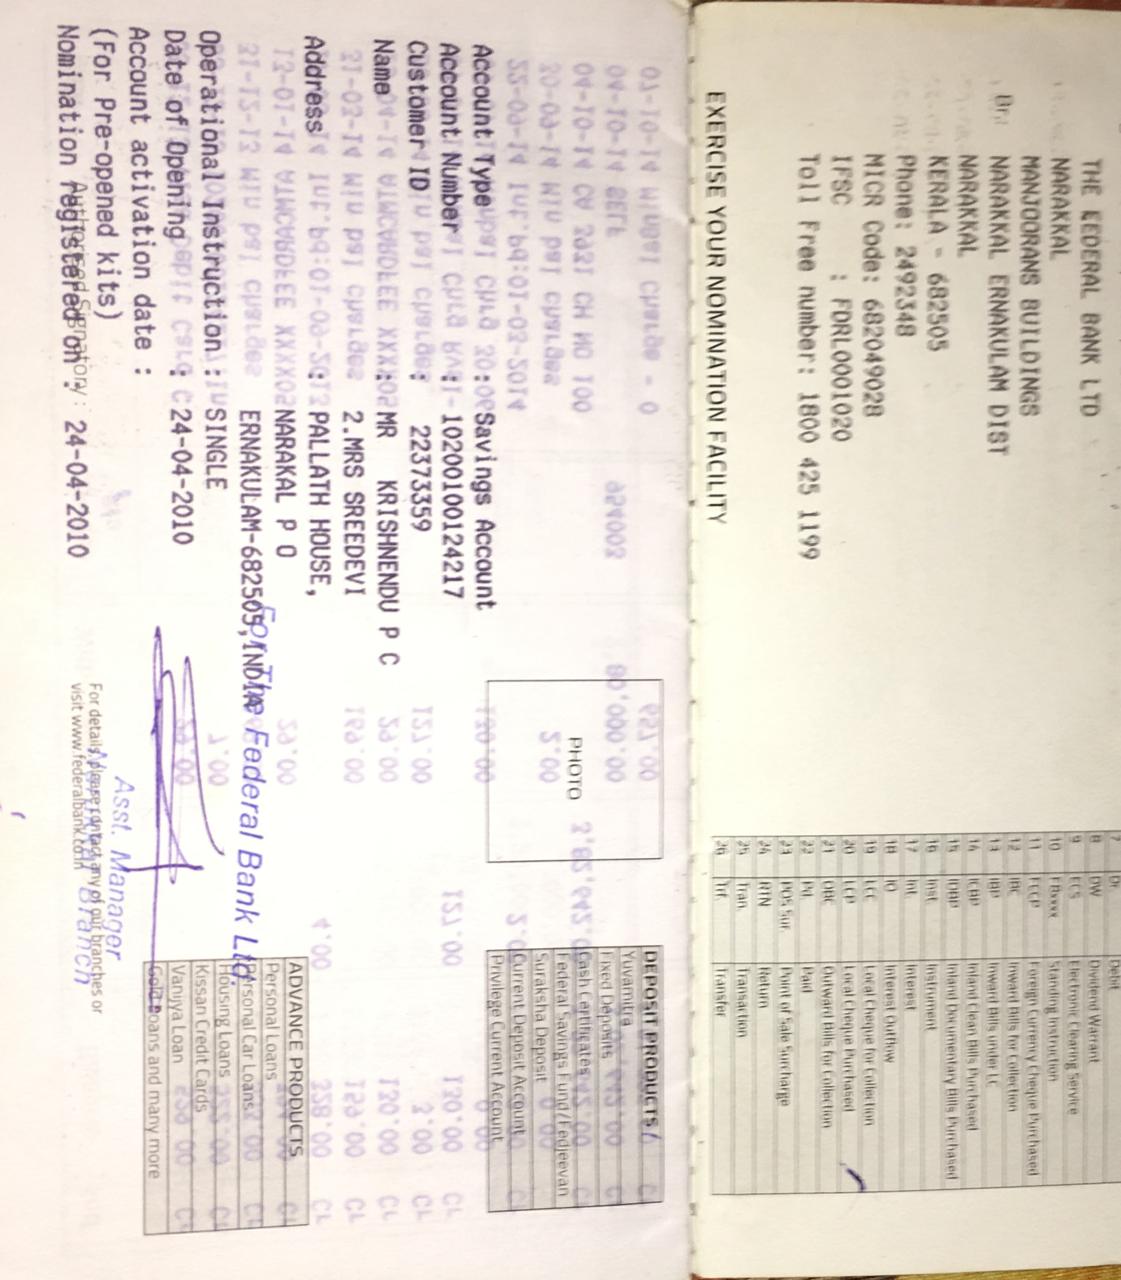 THE FEDERAL BANK LTD
NARAKKAL
MANJOORANS BUILDINGS
NARAKKAL ERNAKULAM DIST
NARAKKAL
KERALA - 682505
Phone: 2492348
MICR Code: 682049028
IFSC : FDRL0001020
Toll Free number: 1800 425 1199
EXERCISE YOUR NOMINATION FACILITY
7 Dr Debit
8 DW Dividend Warrant
9 ECS Electronic Clearing Service
10 Standing Instruction
11 FCCP Foreign Currency Cheque Purchased
12 IBC Inward Bills for Collection
13 IBP Inward Bills under LC
14 ICBP Inland Clean Bills Purchased
15 IDBP Inland Documentary Bills Purchased
16 Inst. Instrument
17 Int. Interest
18 IO Interest Outflow
19 LCC Local Cheque for Collection
20 LCP Local Cheque Purchased
21 OBC Outward Bills for Collection
22 Pd. Paid
23 POS Sur Point of Sale Surcharge
24 RTN Return
25 Tran. Transaction
26 Trf. Transfer
Account Type : Savings Account
Account Number : 10200100124217
Customer ID : 22373359
Name : MR KRISHNENDU P C
2.MRS SREEDEVI
Address : PALLATH HOUSE,
NARAKAL P O
ERNAKULAM-682505, INDIA
Operational Instruction : SINGLE
Date of Opening : 24-04-2010
Account activation date :
(For Pre-opened kits)
Nomination registered on : 24-04-2010
Authorised Signatory :
PHOTO
For The Federal Bank Ltd.
Asst. Manager
Branch
For details, please contact any of our branches or
visit www.federalbank.co.in
DEPOSIT PRODUCTS
Yuvamitra
Fixed Deposits
Cash Certificates
Federal Savings Fund/Fedjeevan
Suraksha Deposit
Current Deposit Account
Privilege Current Account
ADVANCE PRODUCTS
Personal Loans
Personal Car Loans
Housing Loans
Kissan Credit Cards
Vanijya Loan
Gold Loans and many more